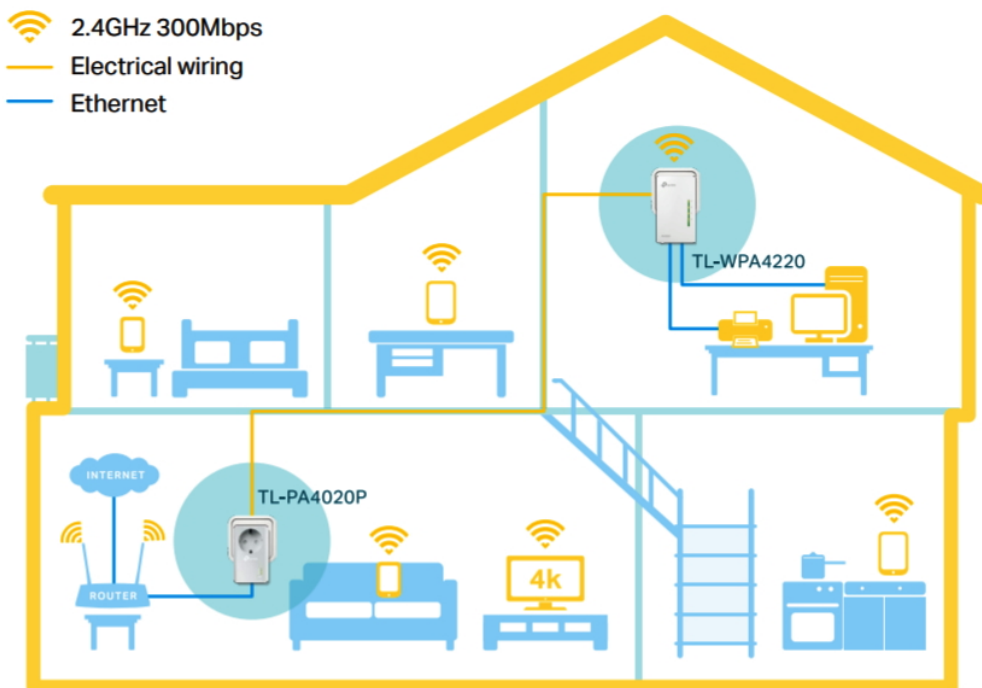 2.4GHz 300Mbps
Electrical wiring
Ethernet
TL-WPA4220
INTERNET
TL-PA4020P
4k
ROUTER